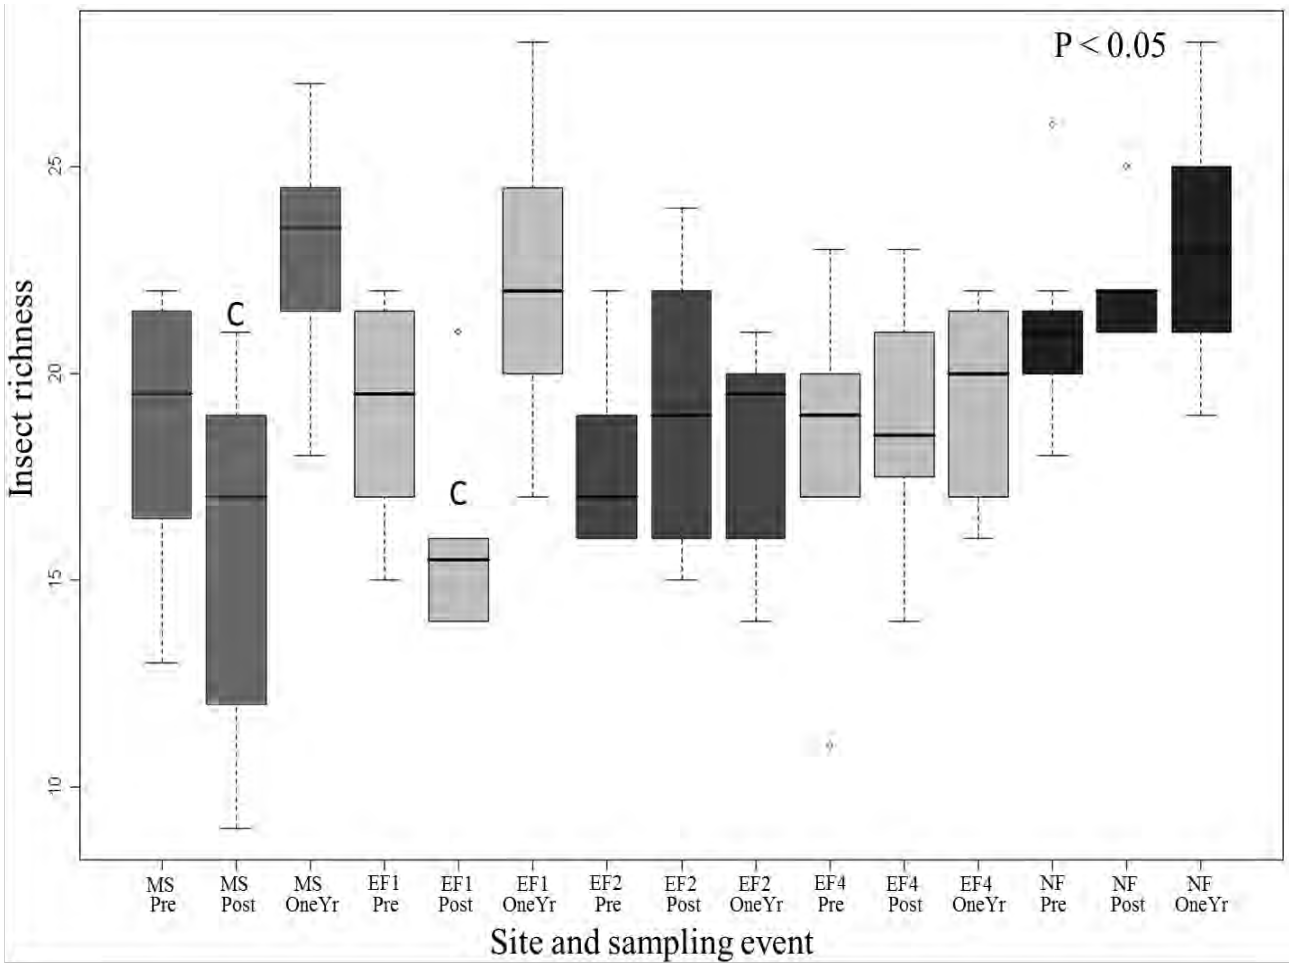 P < 0.05
Insect richness
25
20
15
10
C
C
MS Pre
MS Post
MS OneYr
EF1 Pre
EF1 Post
EF1 OneYr
EF2 Pre
EF2 Post
EF2 OneYr
EF4 Pre
EF4 Post
EF4 OneYr
NF Pre
NF Post
NF OneYr
Site and sampling event